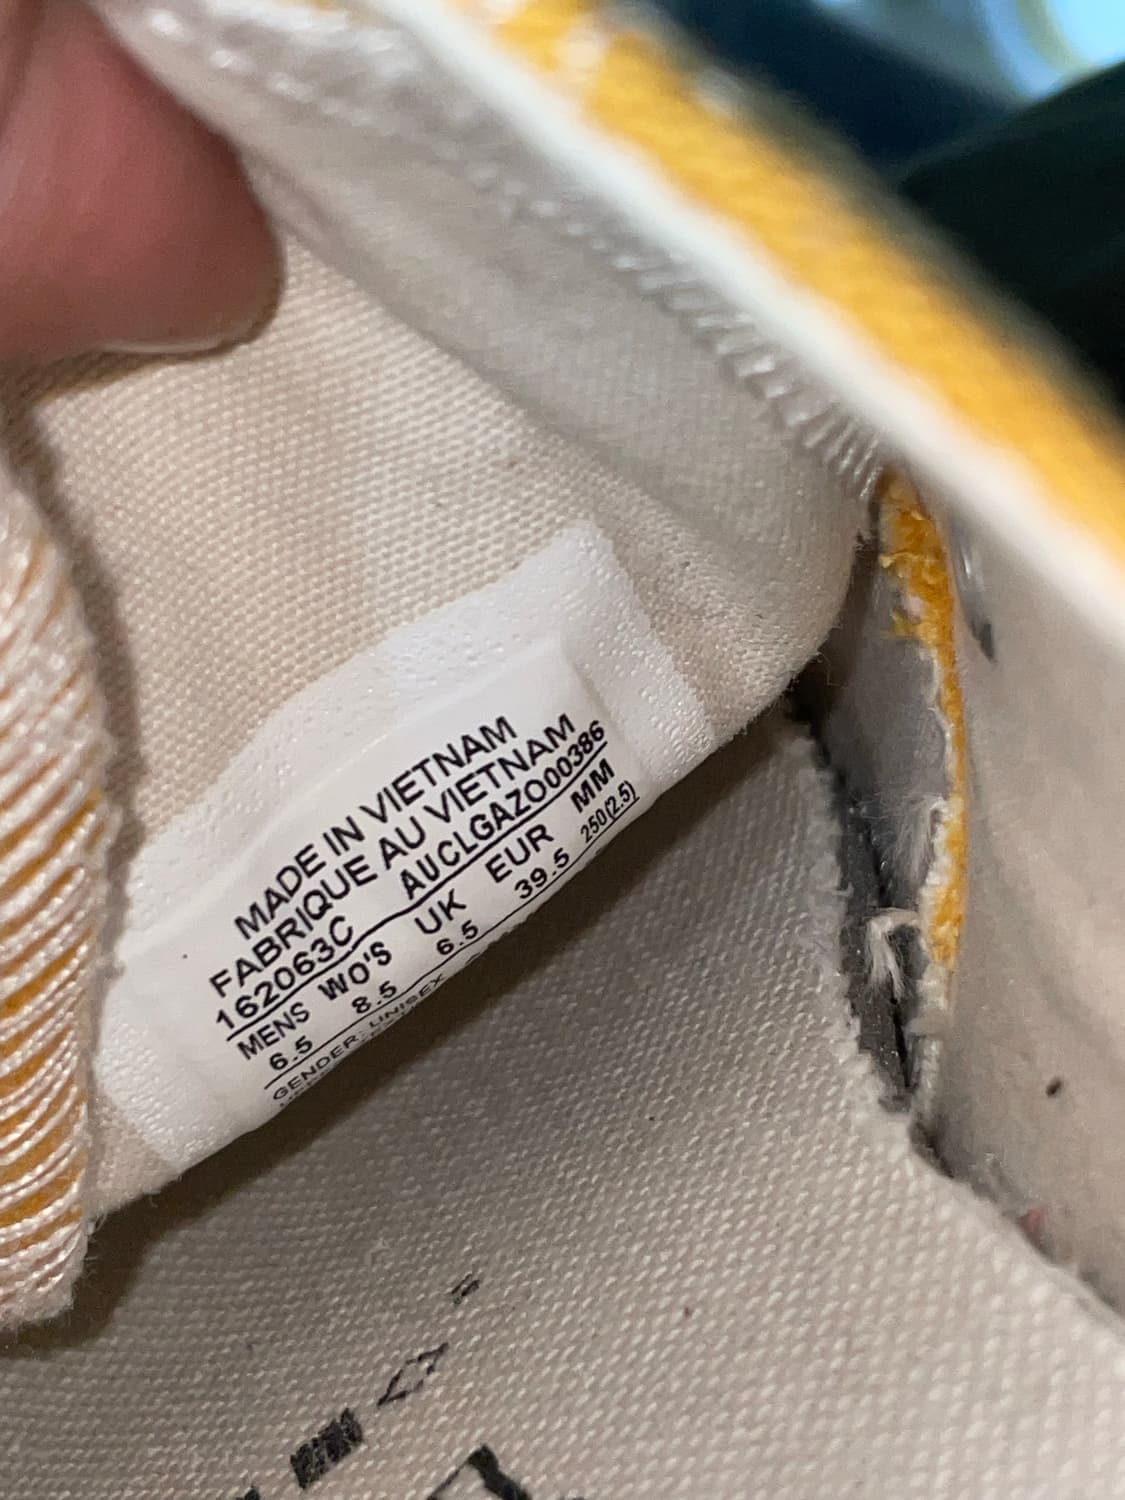 MADE IN VIETNAM
FABRIQUE AU VIETNAM
162063C AUCLGAZO00386
MENS WO'S UK EUR MM
6.5 8.5 6.5 39.5 250(2.5)
GENDER: UNISEX